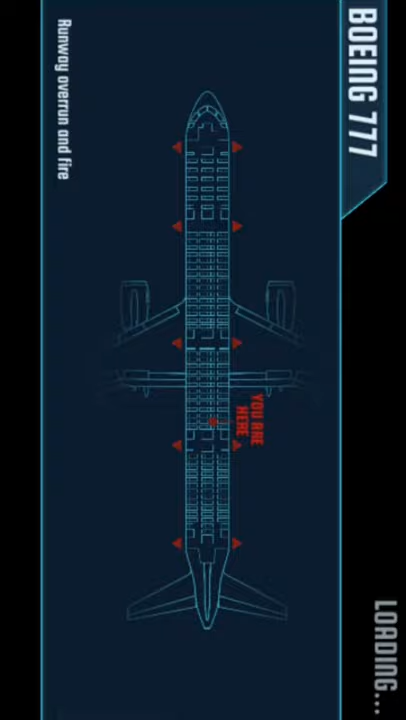 BOEING 777
Runway overrun and fire
YOU ARE
HERE
LOADING...